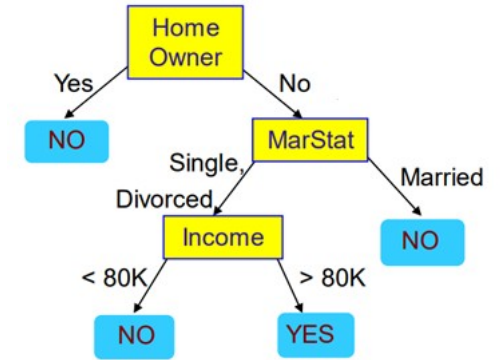 Home
Owner
Yes
No
NO
MarStat
Single,
Divorced
Married
Income
NO
< 80K
> 80K
NO
YES